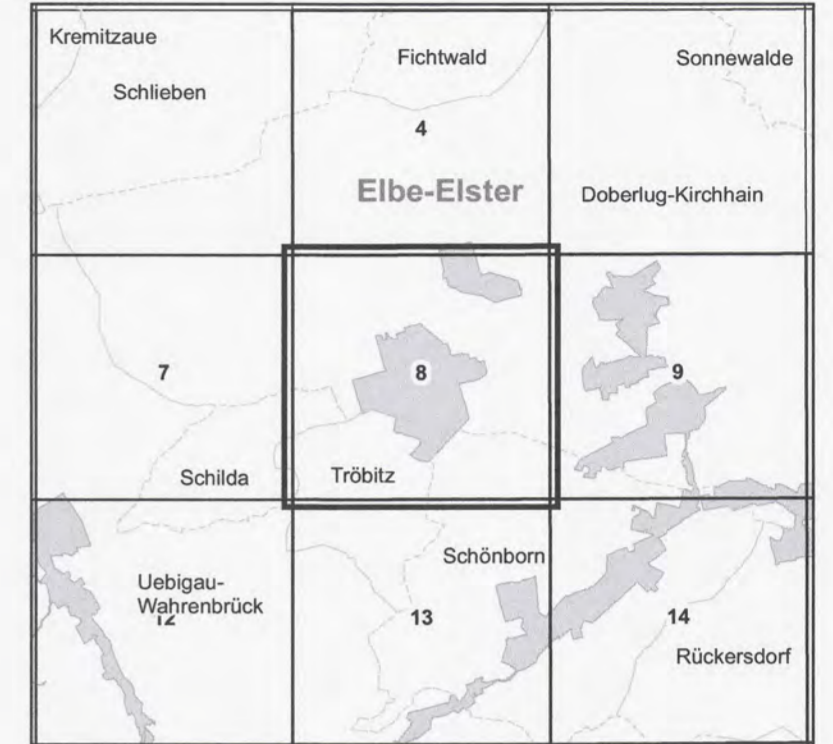 Kremitzaue
Fichtwald
Sonnewalde
Schlieben
4
Elbe-Elster
Doberlug-Kirchhain
7
8
9
Schilda
Tröbitz
Schönborn
Uebigau-
Wahrenbrück
12
13
14
Rückersdorf